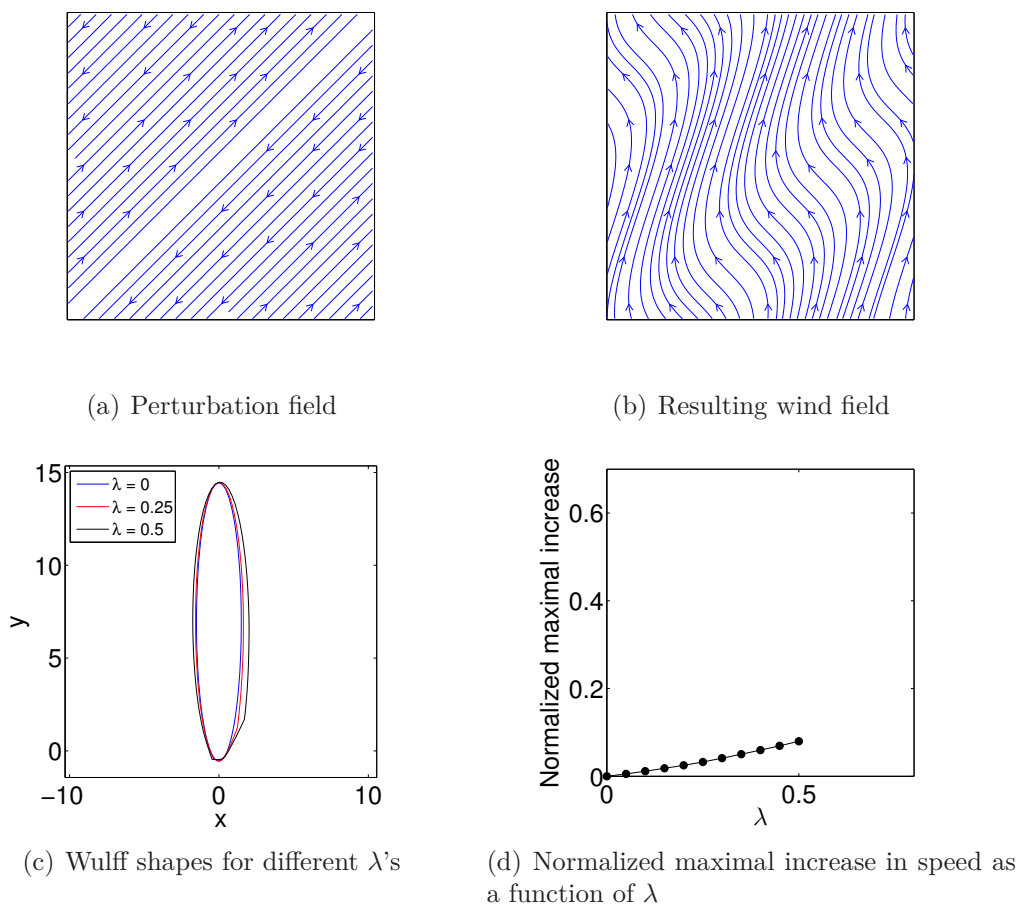 (a) Perturbation field
(b) Resulting wind field
15
10
5
0
y
−10
0
10
x
λ = 0
λ = 0.25
λ = 0.5
Normalized maximal increase
0.6
0.4
0.2
0
0
0.5
λ
(c) Wulff shapes for different λ's
(d) Normalized maximal increase in speed as
a function of λ